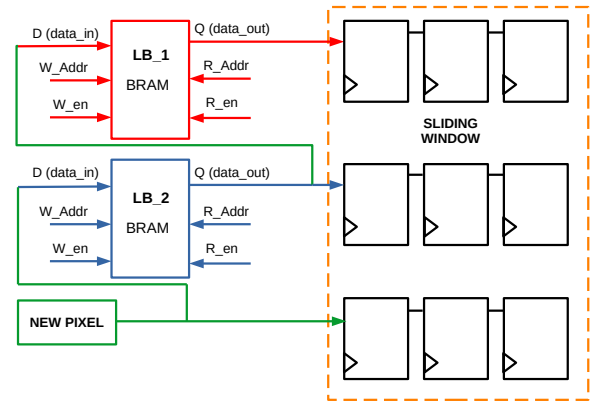 D (data_in)
LB_1
BRAM
Q (data_out)
W_Addr
R_Addr
W_en
R_en
SLIDING
WINDOW
D (data_in)
LB_2
BRAM
Q (data_out)
W_Addr
R_Addr
W_en
R_en
NEW PIXEL